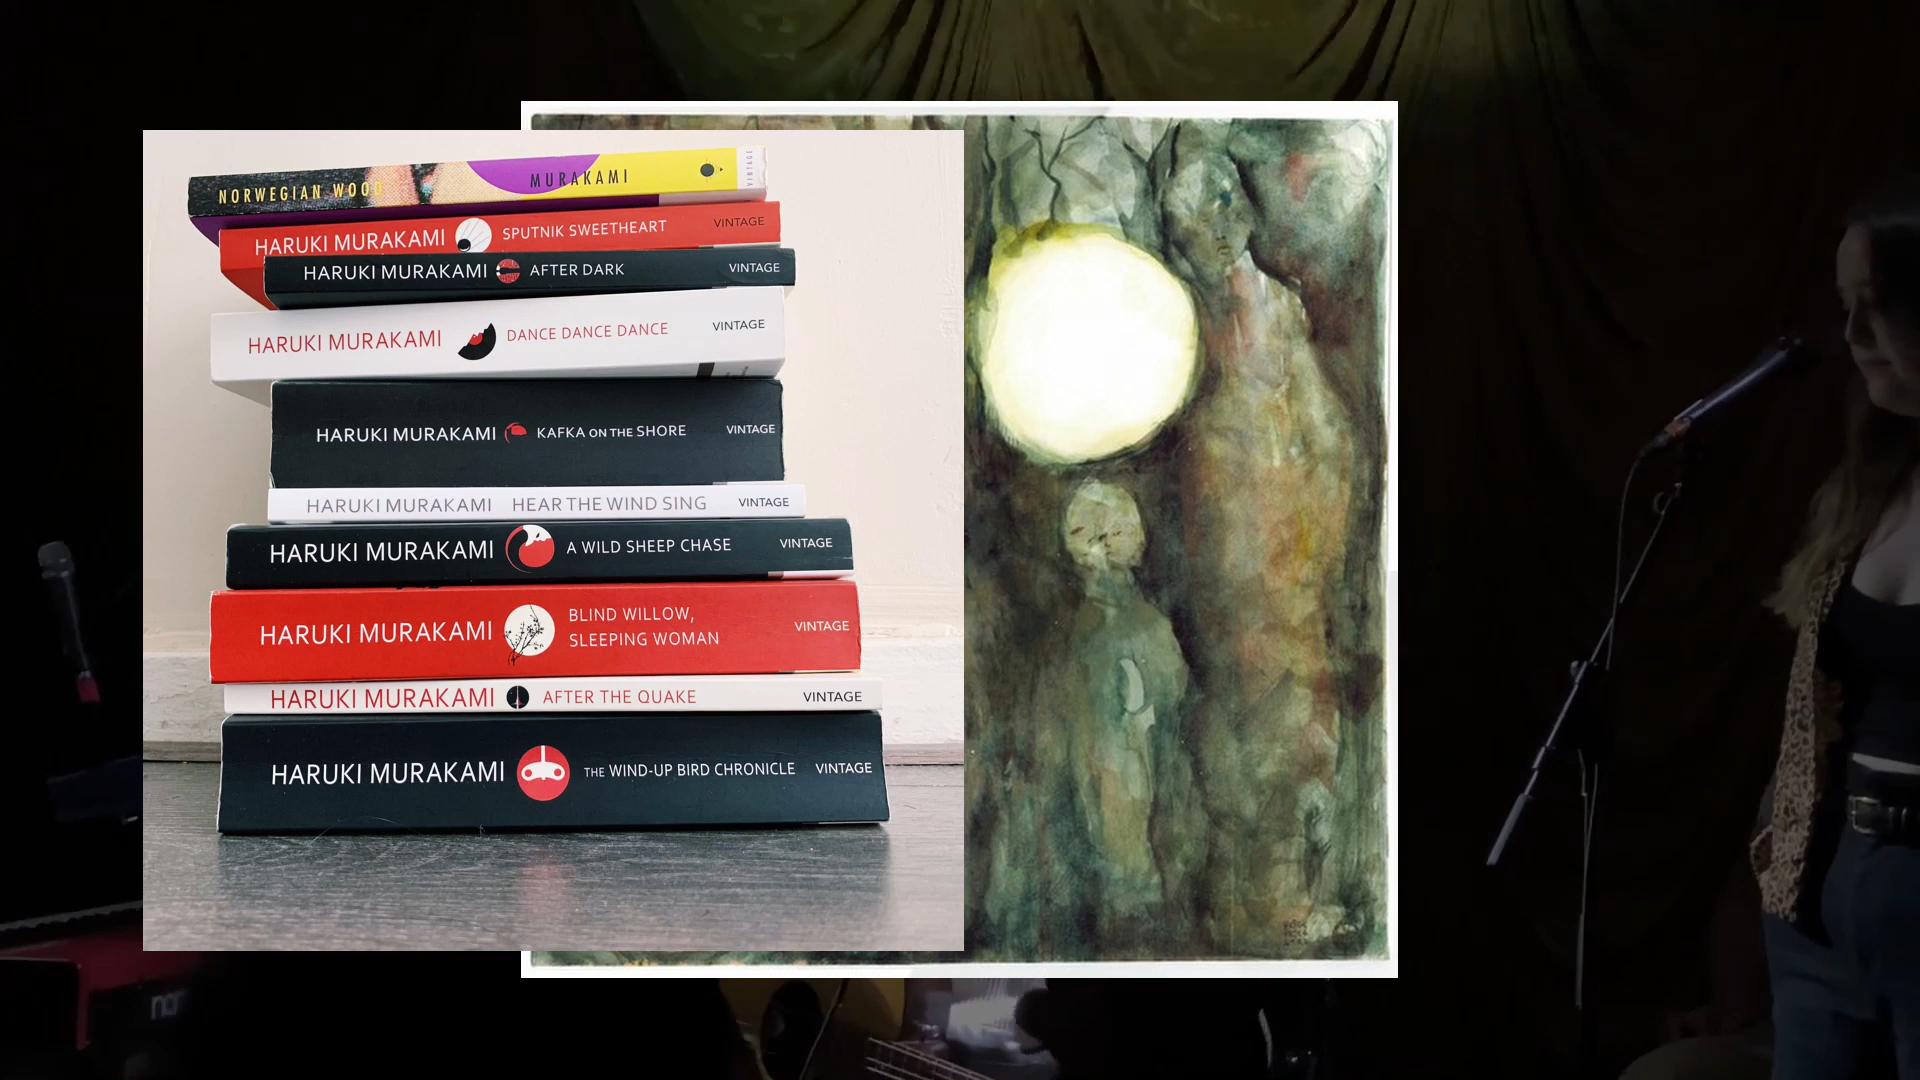 NORWEGIAN WOOD MURAKAMI VINTAGE
HARUKI MURAKAMI SPUTNIK SWEETHEART VINTAGE
HARUKI MURAKAMI AFTER DARK VINTAGE
HARUKI MURAKAMI DANCE DANCE DANCE VINTAGE
HARUKI MURAKAMI KAFKA ON THE SHORE VINTAGE
HARUKI MURAKAMI HEAR THE WIND SING VINTAGE
HARUKI MURAKAMI A WILD SHEEP CHASE VINTAGE
HARUKI MURAKAMI BLIND WILLOW,
SLEEPING WOMAN VINTAGE
HARUKI MURAKAMI AFTER THE QUAKE VINTAGE
HARUKI MURAKAMI THE WIND-UP BIRD CHRONICLE VINTAGE